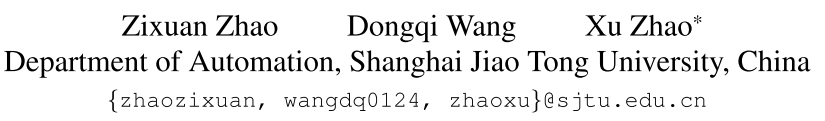 Zixuan Zhao Dongqi Wang Xu Zhao*
Department of Automation, Shanghai Jiao Tong University, China
{zhaozixuan, wangdq0124, zhaoxu}@sjtu.edu.cn